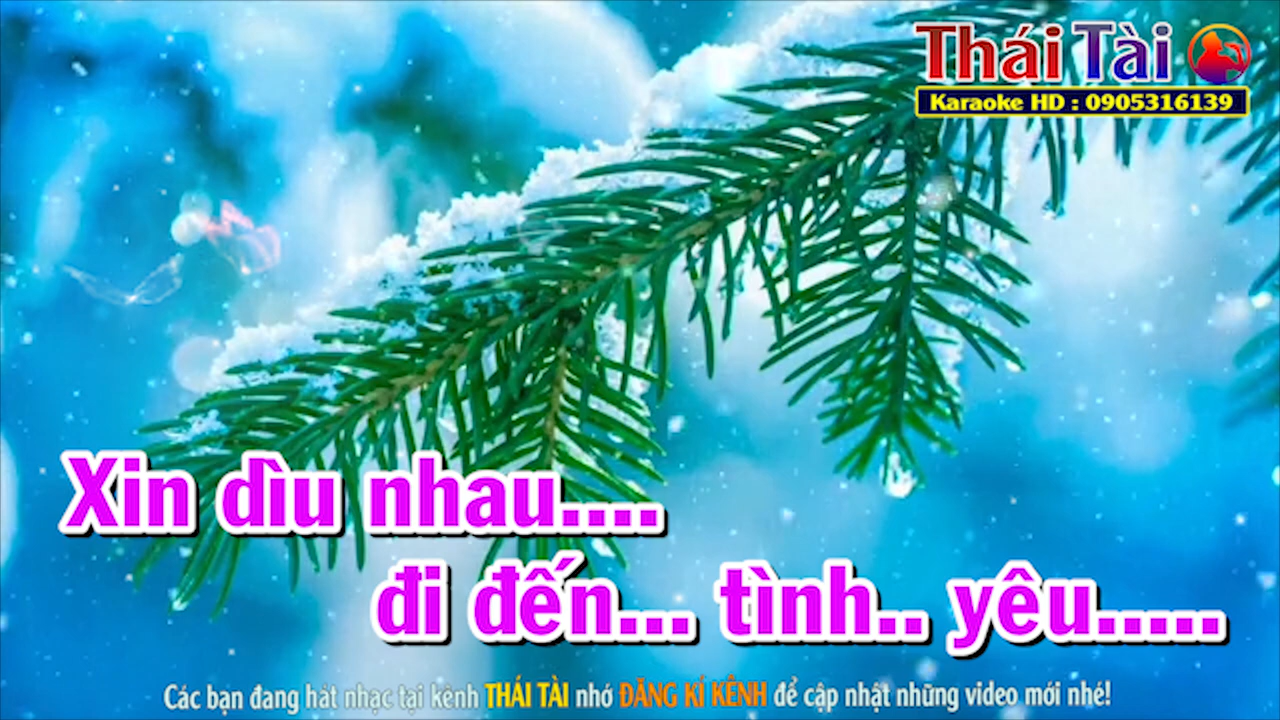 Thái Tài
Karaoke HD : 0905316139
Xin dìu nhau....
đi đến... tình.. yêu.....
Các bạn đang hát nhạc tại kênh THÁI TÀI nhớ ĐĂNG KÍ KÊNH để cập nhật những video mới nhé!